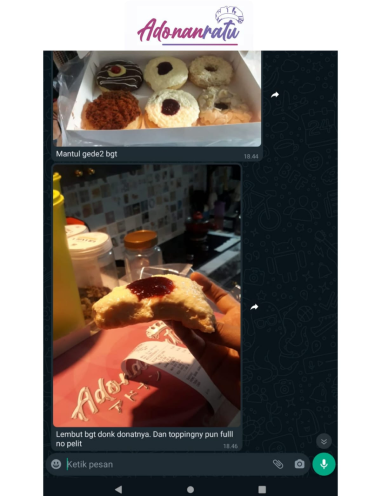 Adonanratu
Mantul gede2 bgt
18.44
Adona
Lembut bgt donk donatnya. Dan toppingny pun fulll
no pelit
18.46
Ketik pesan